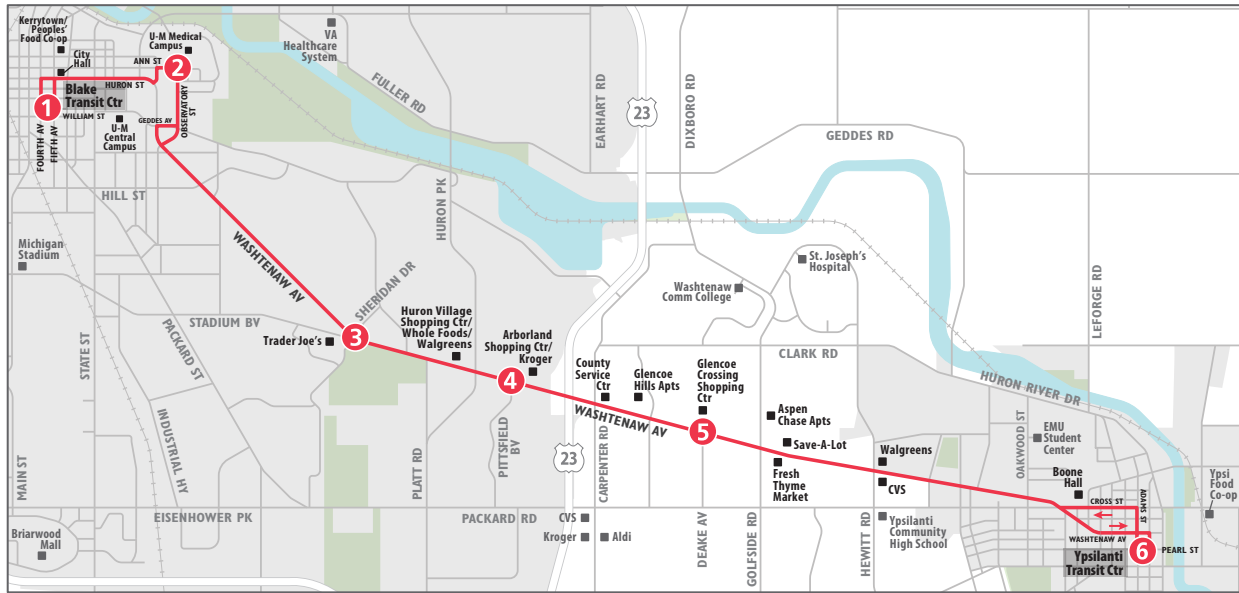 Kerrytown/
Peoples'
Food Co-op
City
Hall
U-M Medical
Campus
ANN ST
2
HURON ST
Blake
Transit Ctr
1
WILLIAM ST
FOURTH AV
FIFTH AV
U-M
Central
Campus
GEDDES AV
OBSERVATORY
ST
VA
Healthcare
System
FULLER RD
EARHART RD
23
DIXBORO RD
GEDDES RD
HILL ST
HURON PK
Michigan
Stadium
WASHTENAW AV
SHERIDAN DR
STADIUM BV
Trader Joe's
3
Huron Village
Shopping Ctr/
Whole Foods/
Walgreens
Arborland
Shopping Ctr/
Kroger
4
Washtenaw
Comm College
St. Joseph's
Hospital
LEFORGE RD
CLARK RD
County
Service
Ctr
Glencoe
Hills Apts
Glencoe
Crossing
Shopping
Ctr
5
WASHTENAW AV
HURON RIVER DR
STATE ST
PACKARD ST
INDUSTRIAL HY
MAIN ST
PLATT RD
PITTSFIELD
BV
23
CARPENTER RD
Aspen
Chase Apts
Save-A-Lot
Fresh
Thyme
Market
Walgreens
CVS
OAKWOOD ST
EMU
Student
Center
Boone
Hall
Ypsi
Food
Co-op
CROSS ST
ADAMS ST
WASHTENAW AV
PEARL ST
6
Ypsilanti
Transit Ctr
EISENHOWER PK
PACKARD RD
Briarwood
Mall
CVS
Kroger
Aldi
DEAKE AV
GOLFSIDE RD
HEWITT RD
Ypsilanti
Community
High School